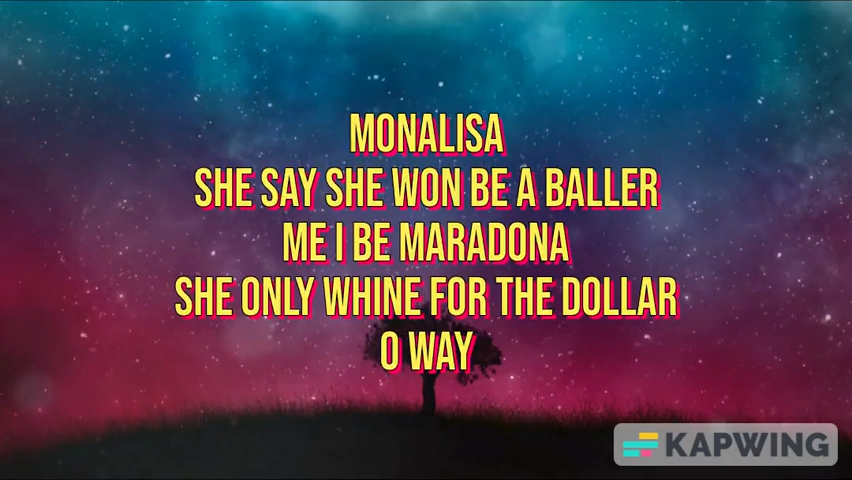 MONALISA
SHE SAY SHE WON BE A BALLER
ME I BE MARADONA
SHE ONLY WHINE FOR THE DOLLAR
O WAY
KAPWING